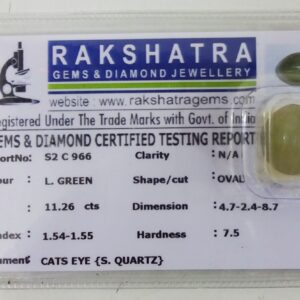 RAKSHATRA
GEMS & DIAMOND JEWELLERY
website : www.rakshatragems.com
egistered Under The Trade Marks with Govt. of India
EMS & DIAMOND CERTIFIED TESTING REPORT
ortNo: S2 C 966 Clarity : N/A
our : L. GREEN Shape/cut : OVAL
: 11.26 cts Dimension : 4.7-2.4-8.7
ndex : 1.54-1.55 Hardness : 7.5
ument: CATS EYE {S. QUARTZ}